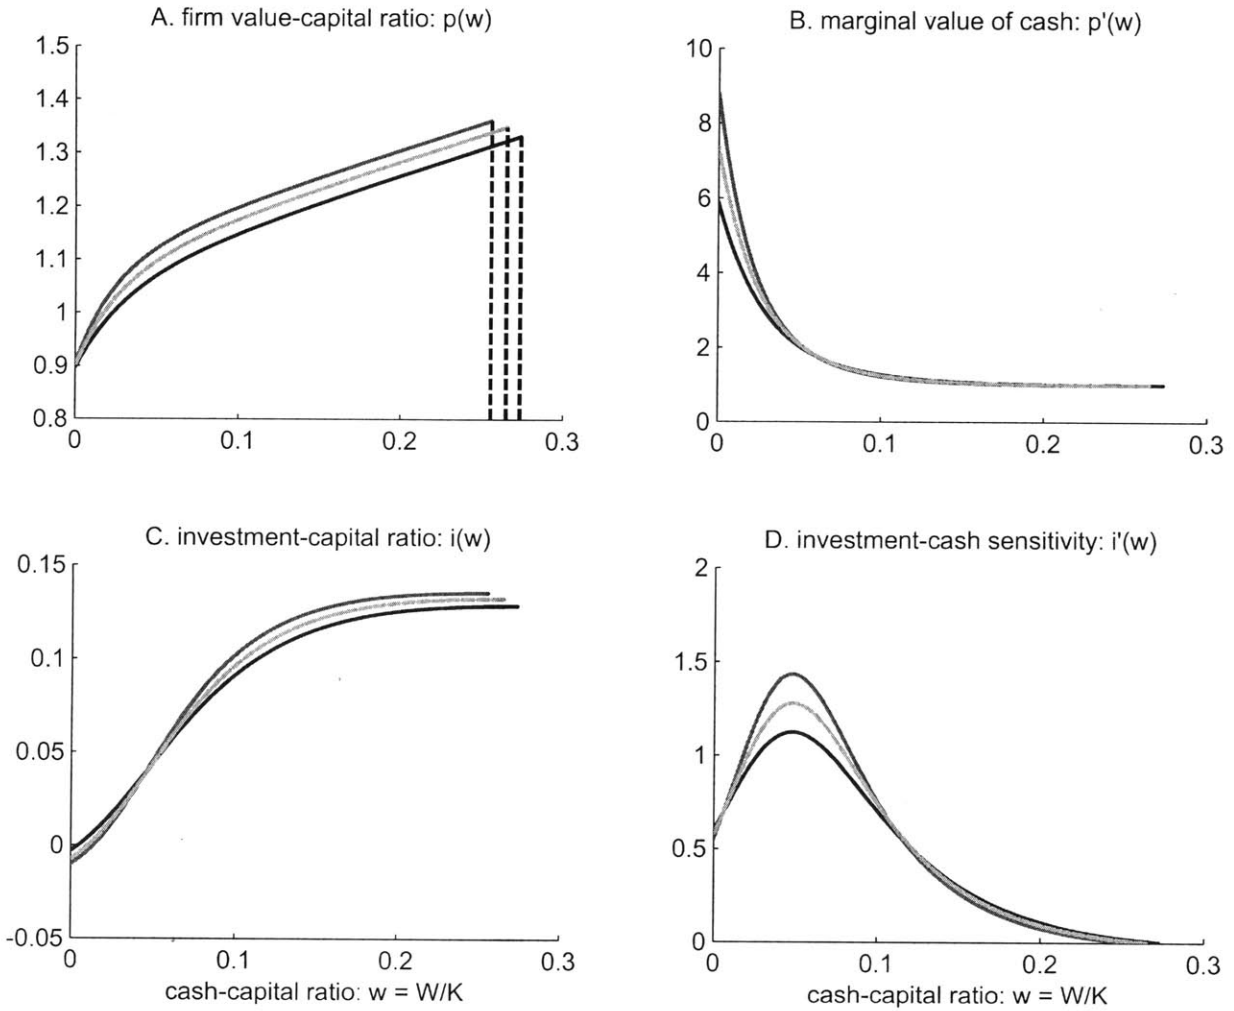 A. firm value-capital ratio: p(w)
1.5
1.4
1.3
1.2
1.1
1
0.9
0.8
0 0.1 0.2 0.3
B. marginal value of cash: p'(w)
10
8
6
4
2
0
0 0.1 0.2 0.3
C. investment-capital ratio: i(w)
0.15
0.1
0.05
0
-0.05
0 0.1 0.2 0.3
cash-capital ratio: w = W/K
D. investment-cash sensitivity: i'(w)
2
1.5
1
0.5
0
0 0.1 0.2 0.3
cash-capital ratio: w = W/K